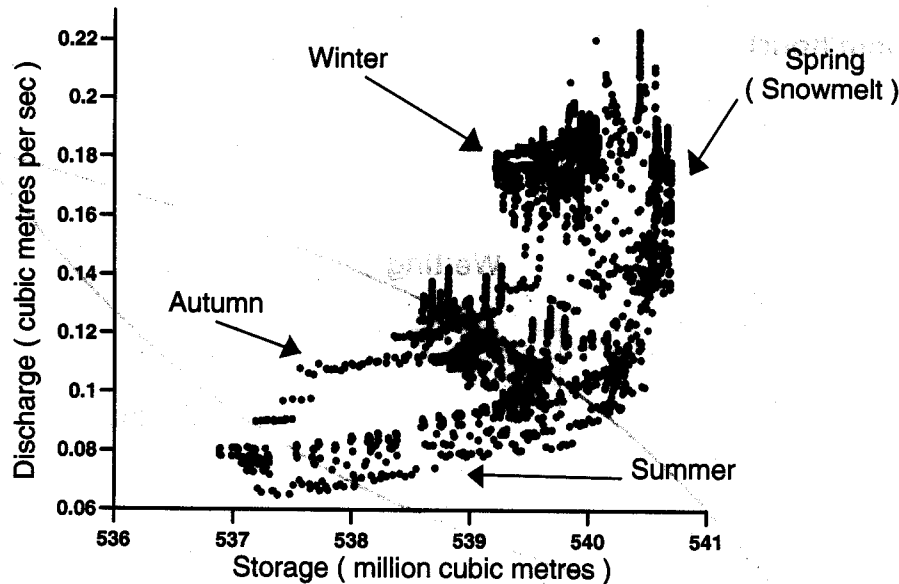 0.22
0.2
0.18
0.16
0.14
0.12
0.1
0.08
0.06
Discharge ( cubic metres per sec )
Winter
Spring
( Snowmelt )
Autumn
Summer
Wetting
536
537
538
539
540
541
Storage ( million cubic metres )